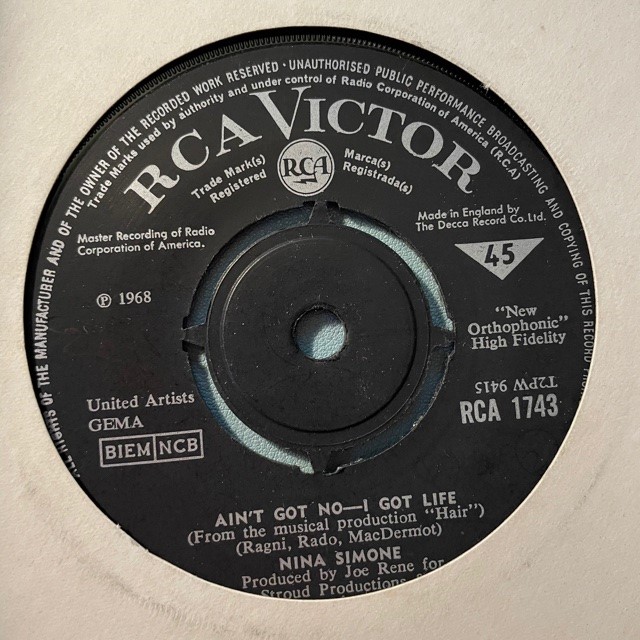 ALL RIGHTS OF THE MANUFACTURER AND OF THE OWNER OF THE RECORDED WORK RESERVED · UNAUTHORISED PUBLIC PERFORMANCE BROADCASTING AND COPYING OF THIS RECORD
Trade Marks used by authority and under control of Radio Corporation of America (R.C.A.)
RCA VICTOR
Trade Mark(s)
Registered
RCA
Marca(s)
Registrada(s)
Master Recording of Radio
Corporation of America.
Made in England by
The Decca Record Co. Ltd.
45
℗ 1968
"New
Orthophonic"
High Fidelity
T2PW 9415
RCA 1743
United Artists
GEMA
BIEM NCB
AIN'T GOT NO—I GOT LIFE
(From the musical production "Hair")
(Ragni, Rado, MacDermot)
NINA SIMONE
Produced by Joe Rene for
Stroud Productions